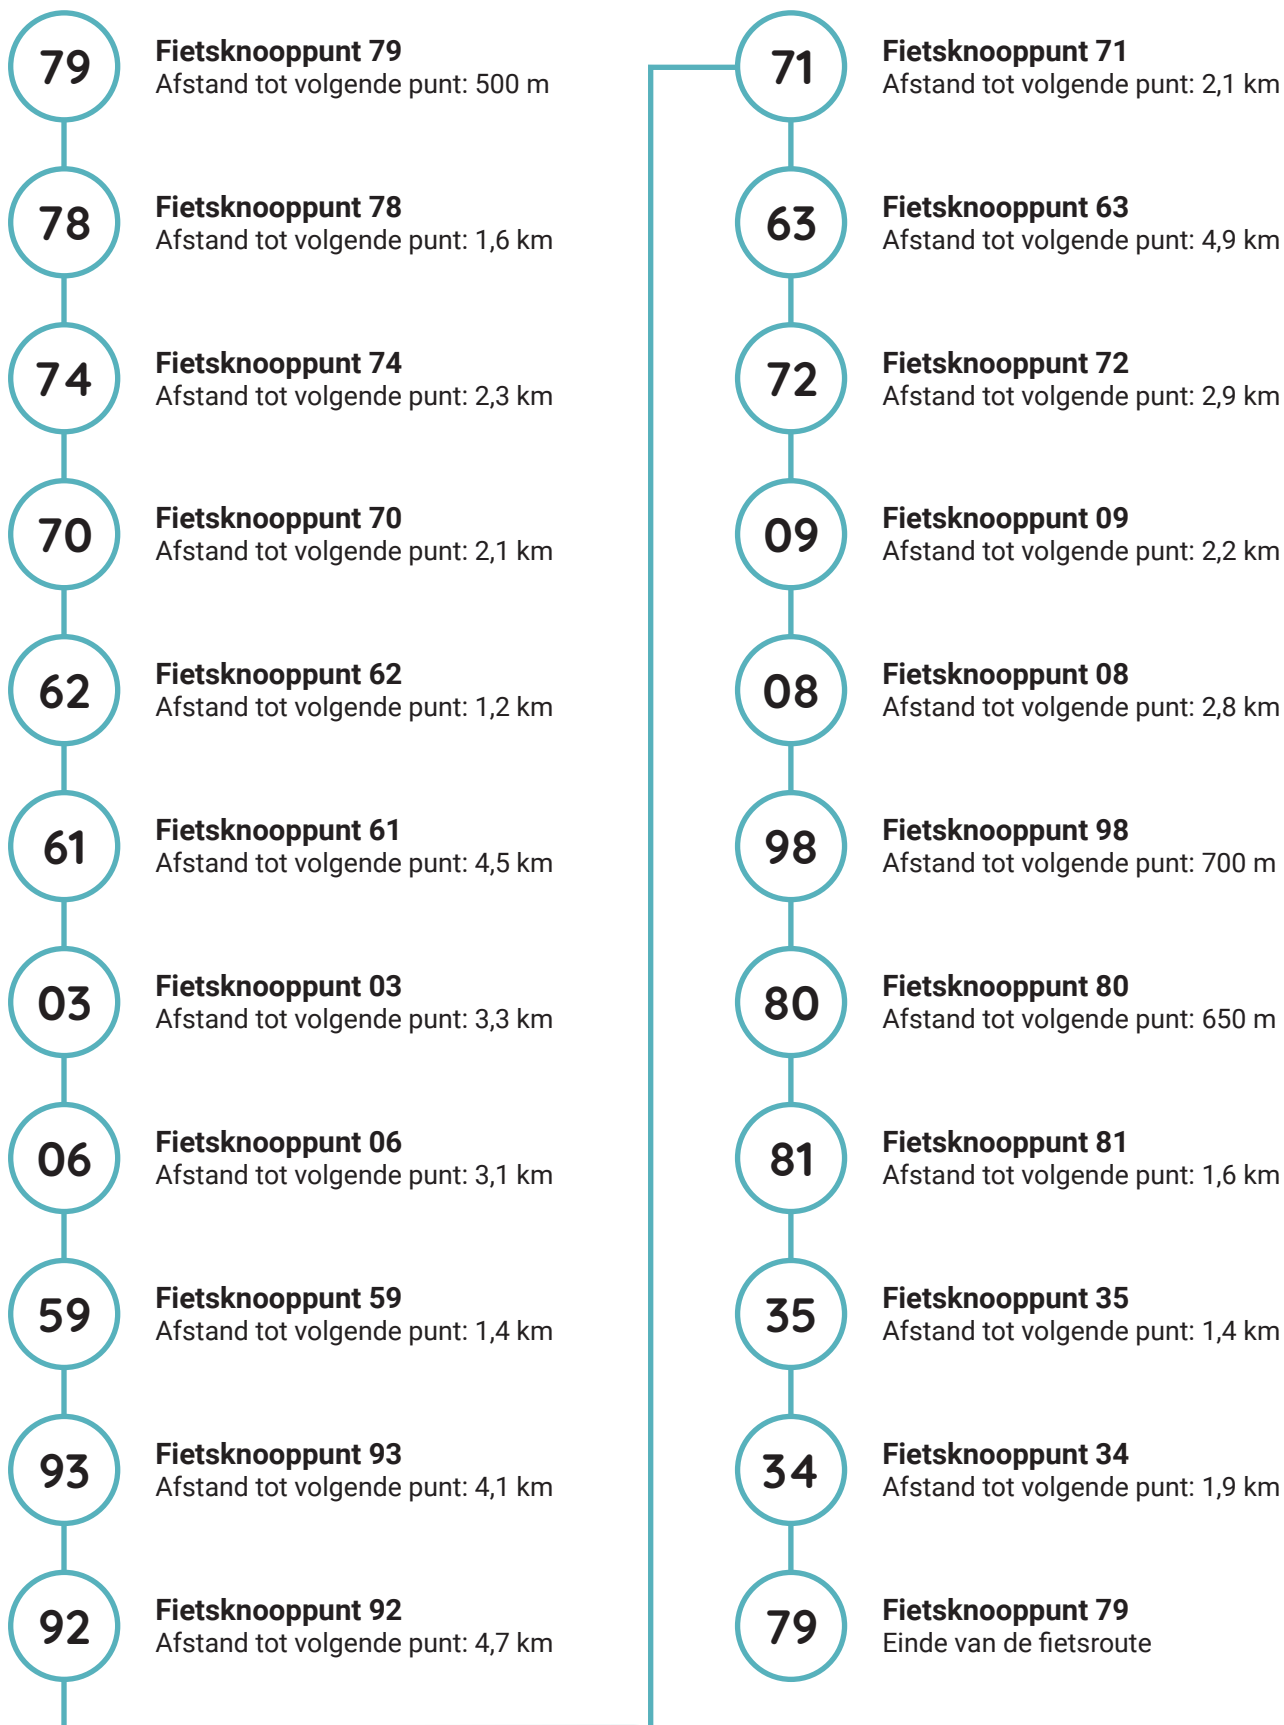 79
Fietsknooppunt 79
Afstand tot volgende punt: 500 m
78
Fietsknooppunt 78
Afstand tot volgende punt: 1,6 km
74
Fietsknooppunt 74
Afstand tot volgende punt: 2,3 km
70
Fietsknooppunt 70
Afstand tot volgende punt: 2,1 km
62
Fietsknooppunt 62
Afstand tot volgende punt: 1,2 km
61
Fietsknooppunt 61
Afstand tot volgende punt: 4,5 km
03
Fietsknooppunt 03
Afstand tot volgende punt: 3,3 km
06
Fietsknooppunt 06
Afstand tot volgende punt: 3,1 km
59
Fietsknooppunt 59
Afstand tot volgende punt: 1,4 km
93
Fietsknooppunt 93
Afstand tot volgende punt: 4,1 km
92
Fietsknooppunt 92
Afstand tot volgende punt: 4,7 km
71
Fietsknooppunt 71
Afstand tot volgende punt: 2,1 km
63
Fietsknooppunt 63
Afstand tot volgende punt: 4,9 km
72
Fietsknooppunt 72
Afstand tot volgende punt: 2,9 km
09
Fietsknooppunt 09
Afstand tot volgende punt: 2,2 km
08
Fietsknooppunt 08
Afstand tot volgende punt: 2,8 km
98
Fietsknooppunt 98
Afstand tot volgende punt: 700 m
80
Fietsknooppunt 80
Afstand tot volgende punt: 650 m
81
Fietsknooppunt 81
Afstand tot volgende punt: 1,6 km
35
Fietsknooppunt 35
Afstand tot volgende punt: 1,4 km
34
Fietsknooppunt 34
Afstand tot volgende punt: 1,9 km
79
Fietsknooppunt 79
Einde van de fietsroute